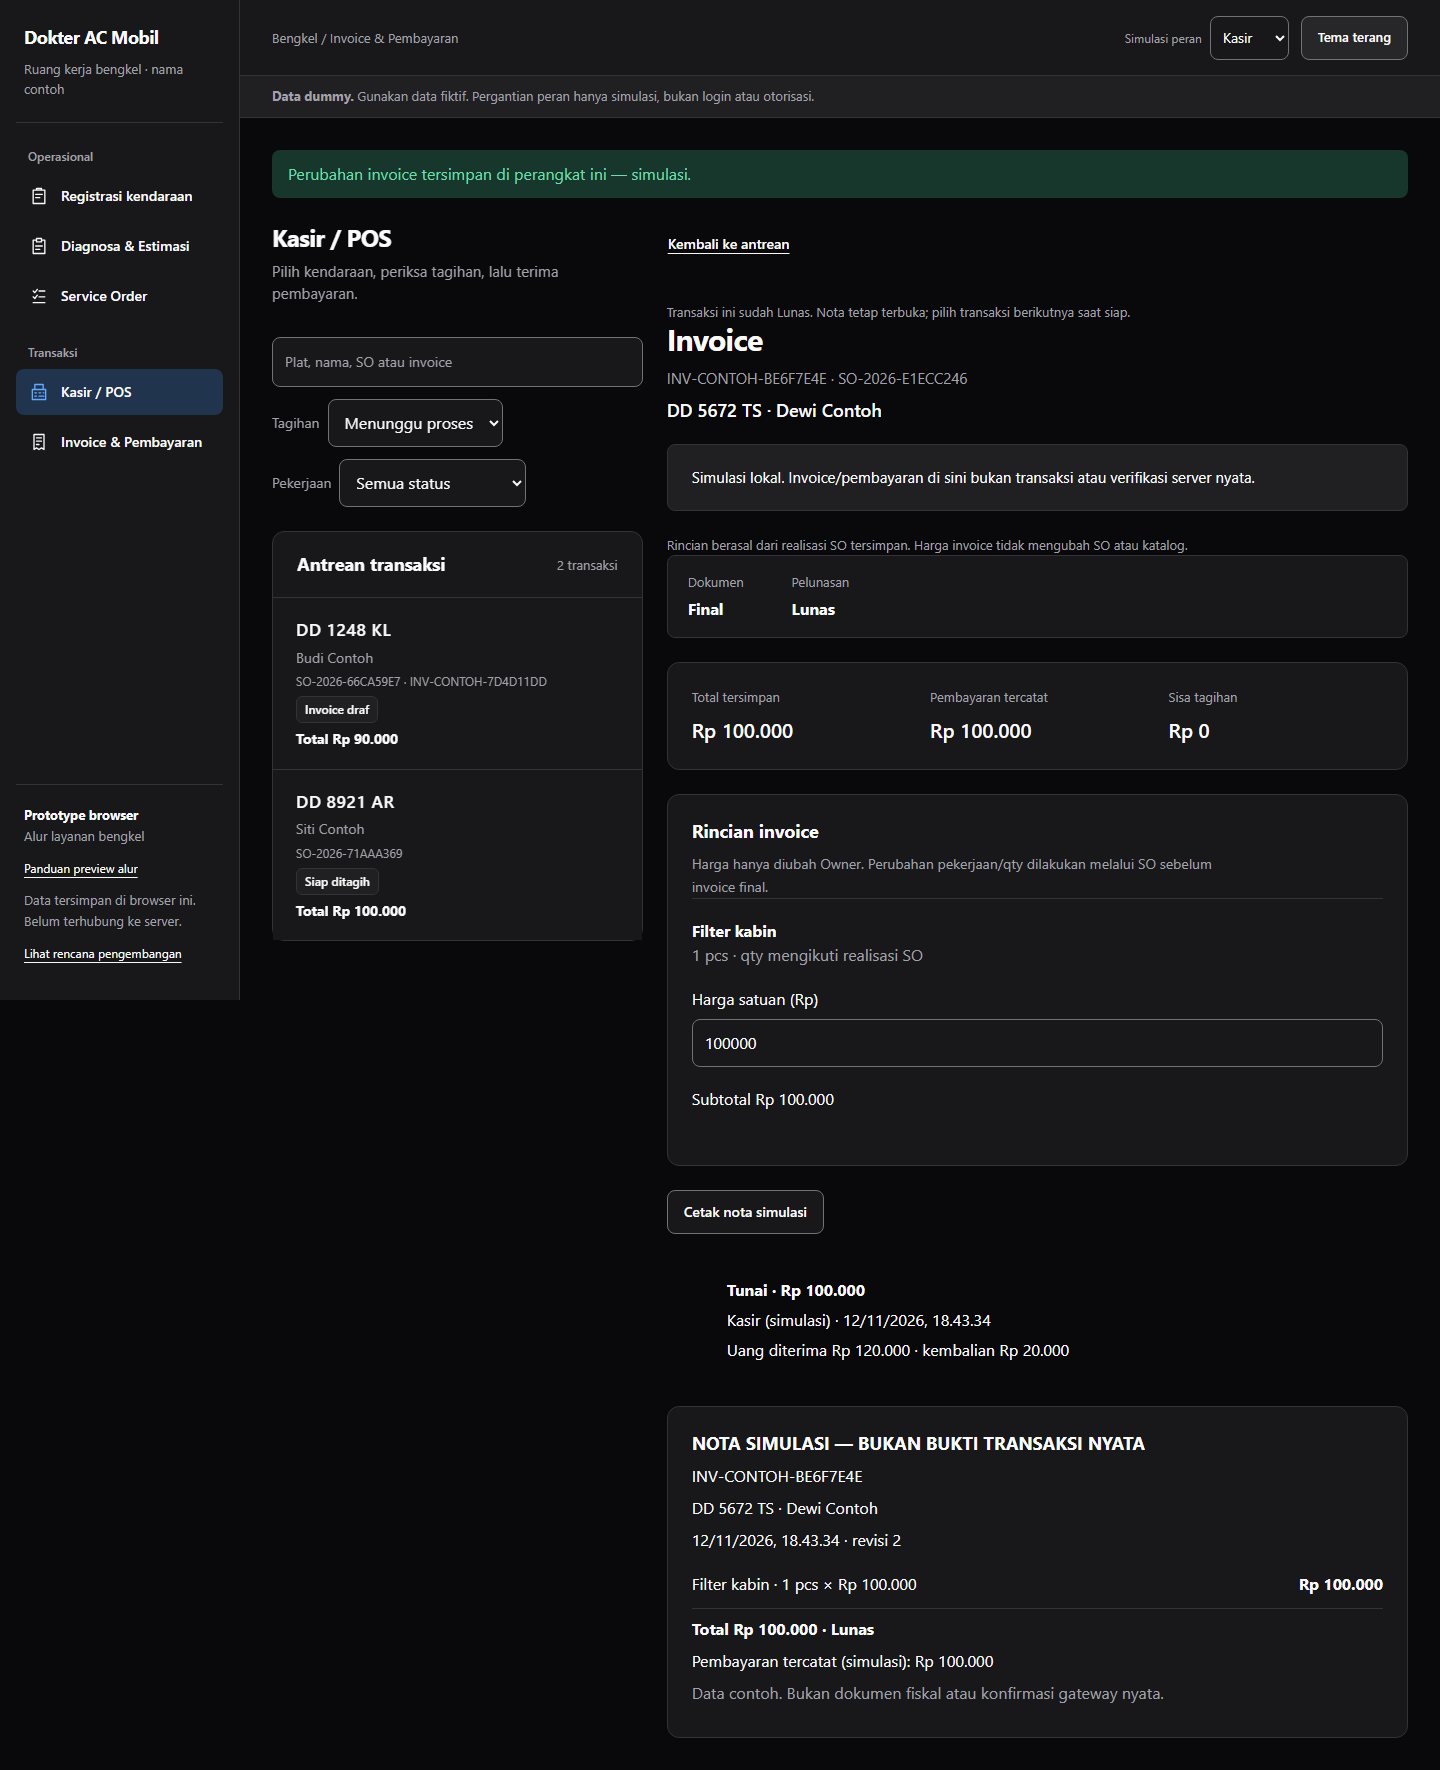 Dokter AC Mobil
Ruang kerja bengkel · nama
contoh
Operasional
Registrasi kendaraan
Diagnosa & Estimasi
Service Order
Transaksi
Kasir / POS
Invoice & Pembayaran
Prototype browser
Alur layanan bengkel
Panduan preview alur
Data tersimpan di browser ini.
Belum terhubung ke server.
Lihat rencana pengembangan
Bengkel / Invoice & Pembayaran
Simulasi peran
Kasir
Tema terang
Data dummy. Gunakan data fiktif. Pergantian peran hanya simulasi, bukan login atau otorisasi.
Perubahan invoice tersimpan di perangkat ini — simulasi.
Kasir / POS
Pilih kendaraan, periksa tagihan, lalu terima
pembayaran.
Plat, nama, SO atau invoice
Tagihan
Menunggu proses
Pekerjaan
Semua status
Antrean transaksi
2 transaksi
DD 1248 KL
Budi Contoh
SO-2026-66CA59E7 · INV-CONTOH-7D4D11DD
Invoice draf
Total Rp 90.000
DD 8921 AR
Siti Contoh
SO-2026-71AAA369
Siap ditagih
Total Rp 100.000
Kembali ke antrean
Transaksi ini sudah Lunas. Nota tetap terbuka; pilih transaksi berikutnya saat siap.
Invoice
INV-CONTOH-BE6F7E4E · SO-2026-E1ECC246
DD 5672 TS · Dewi Contoh
Simulasi lokal. Invoice/pembayaran di sini bukan transaksi atau verifikasi server nyata.
Rincian berasal dari realisasi SO tersimpan. Harga invoice tidak mengubah SO atau katalog.
Dokumen
Final
Pelunasan
Lunas
Total tersimpan
Rp 100.000
Pembayaran tercatat
Rp 100.000
Sisa tagihan
Rp 0
Rincian invoice
Harga hanya diubah Owner. Perubahan pekerjaan/qty dilakukan melalui SO sebelum
invoice final.
Filter kabin
1 pcs · qty mengikuti realisasi SO
Harga satuan (Rp)
100000
Subtotal Rp 100.000
Cetak nota simulasi
Tunai · Rp 100.000
Kasir (simulasi) · 12/11/2026, 18.43.34
Uang diterima Rp 120.000 · kembalian Rp 20.000
NOTA SIMULASI — BUKAN BUKTI TRANSAKSI NYATA
INV-CONTOH-BE6F7E4E
DD 5672 TS · Dewi Contoh
12/11/2026, 18.43.34 · revisi 2
Filter kabin · 1 pcs × Rp 100.000
Rp 100.000
Total Rp 100.000 · Lunas
Pembayaran tercatat (simulasi): Rp 100.000
Data contoh. Bukan dokumen fiskal atau konfirmasi gateway nyata.